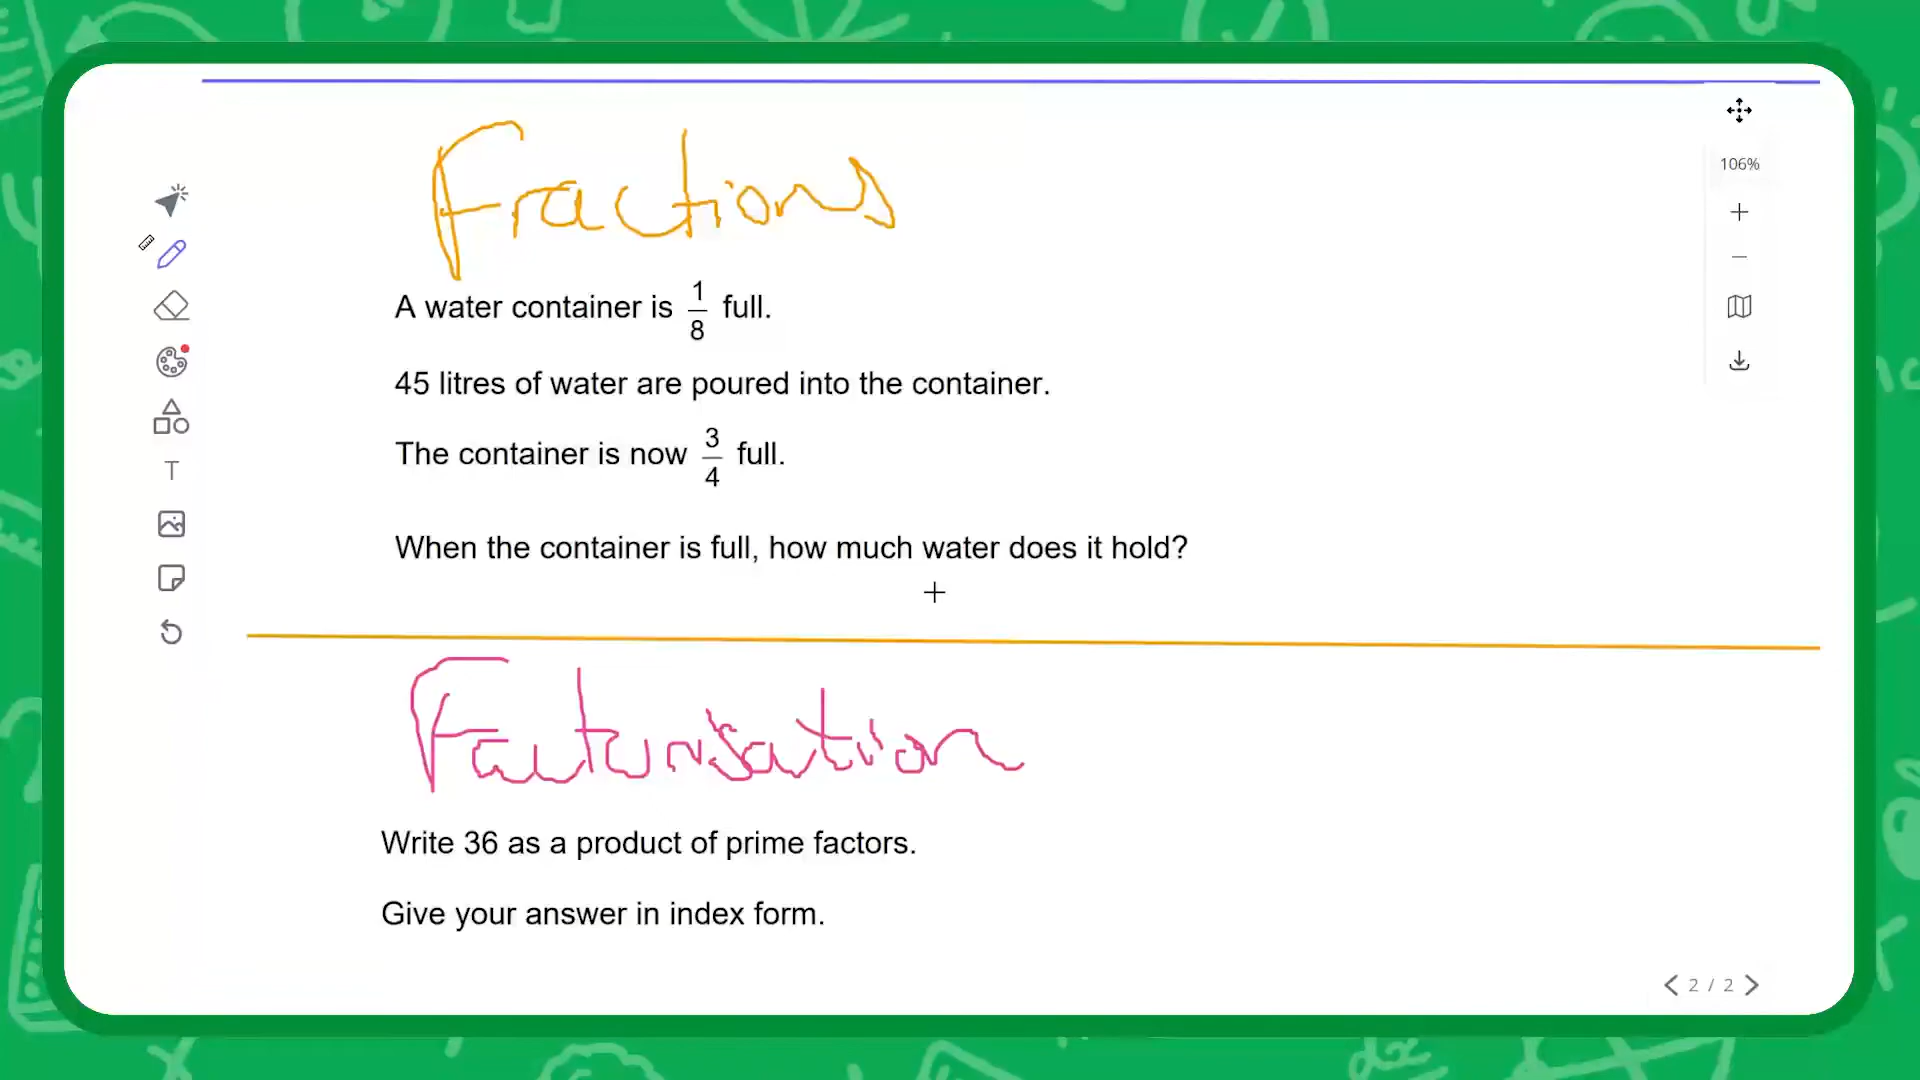 Fractions
106%
A water container is 1/8 full.
45 litres of water are poured into the container.
The container is now 3/4 full.
T
When the container is full, how much water does it hold?
Factorisation
Write 36 as a product of prime factors.
Give your answer in index form.
2 / 2
dx